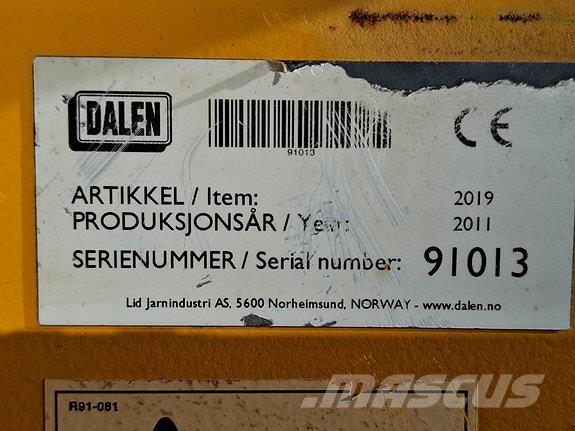 DALEN
91013
CE
ARTIKKEL / Item: 2019
PRODUKSJONSÅR / Year: 2011
SERIENUMMER / Serial number: 91013
Lid Jarnindustri AS, 5600 Norheimsund, NORWAY - www.dalen.no
R91-081
MASCUS